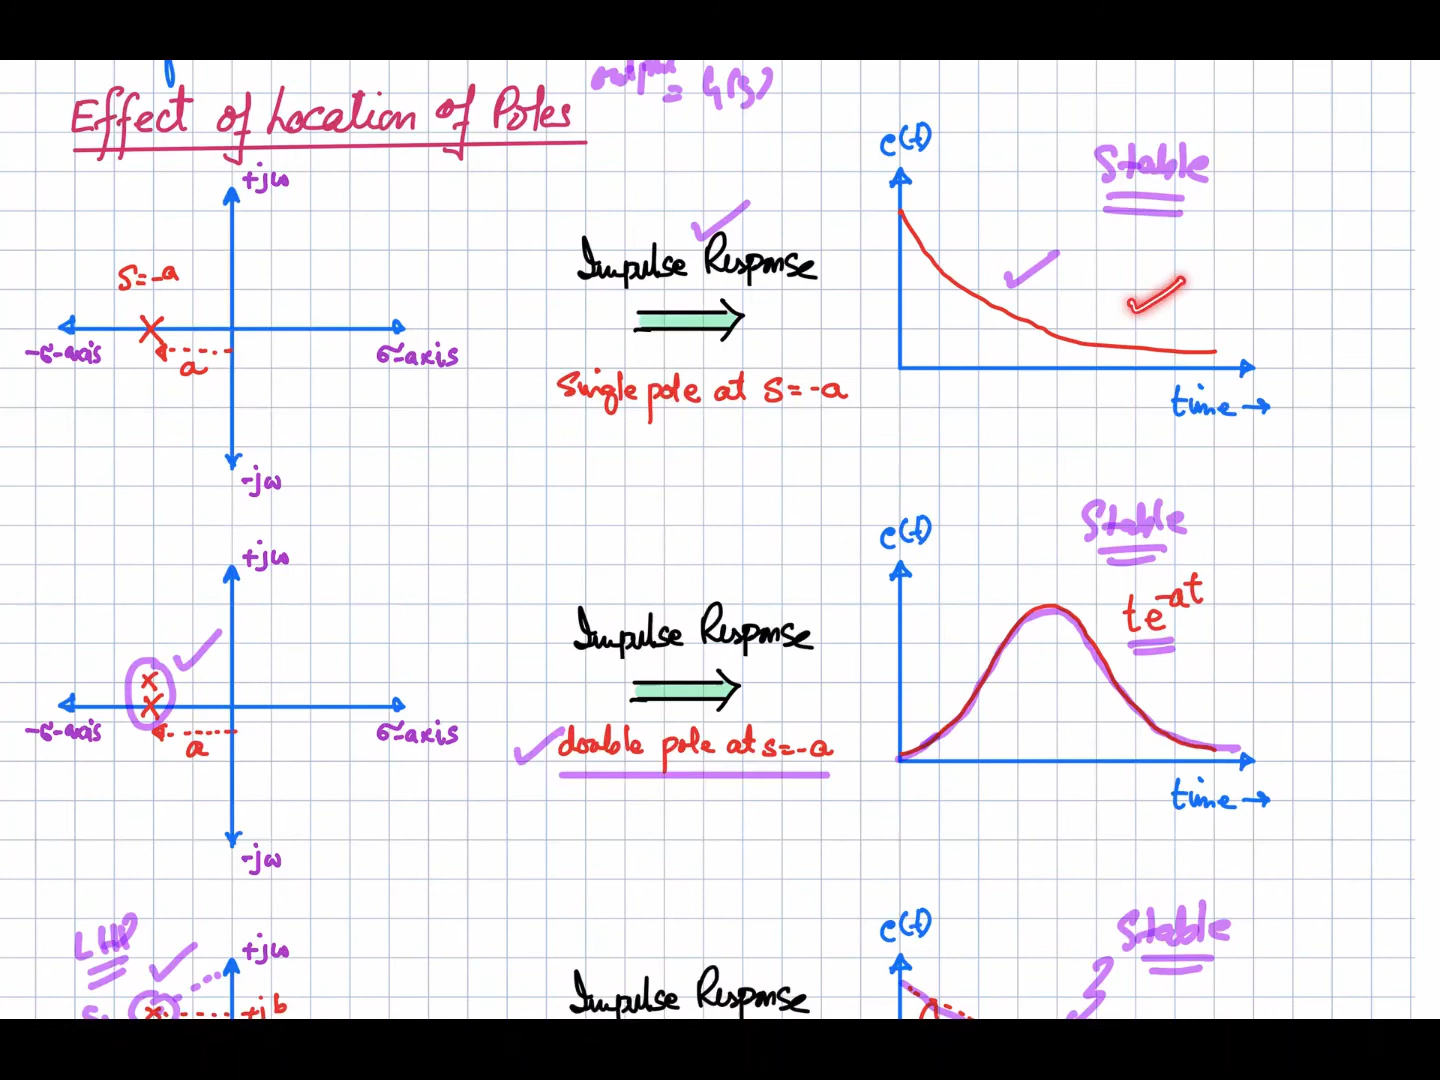 output = G(s)
Effect of Location of Poles
+jω
S=-a
-σ-axis
a
σ-axis
-jω
Impulse Response
Single pole at S=-a
c(t)
Stable
time→
+jω
-σ-axis
a
σ-axis
-jω
Impulse Response
double pole at s=-a
c(t)
Stable
te^-at
time→
LHP
+jω
+jb
Impulse Response
c(t)
Stable